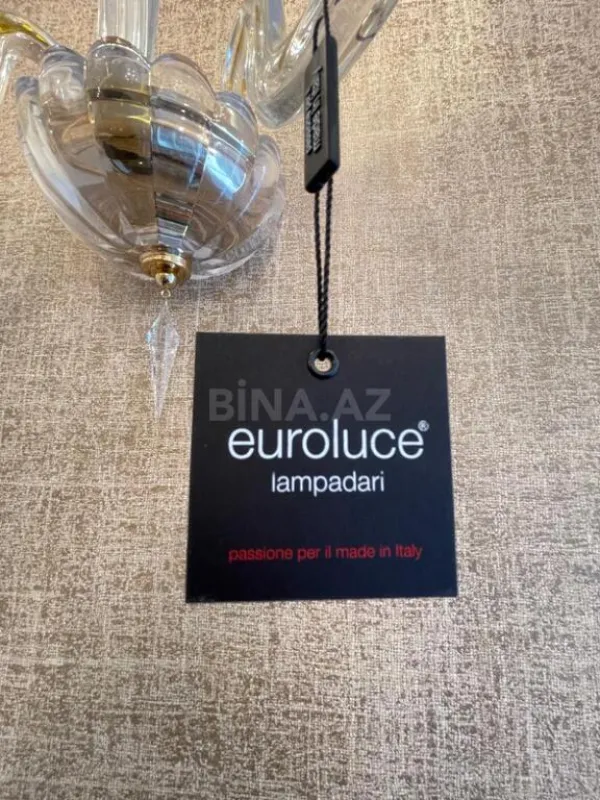 BİNA.AZ
euroluce®
lampadari
passione per il made in Italy